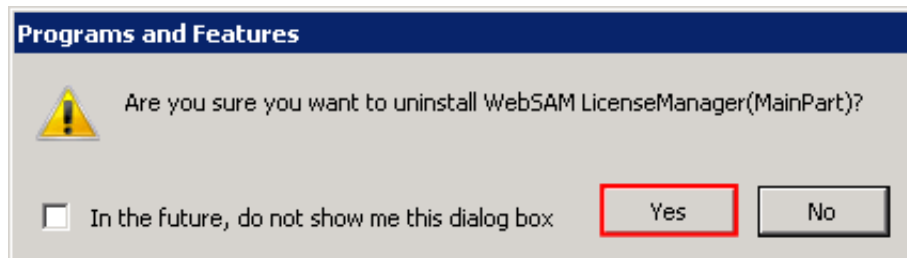 Programs and Features
Are you sure you want to uninstall WebSAM LicenseManager(MainPart)?
In the future, do not show me this dialog box
Yes
No